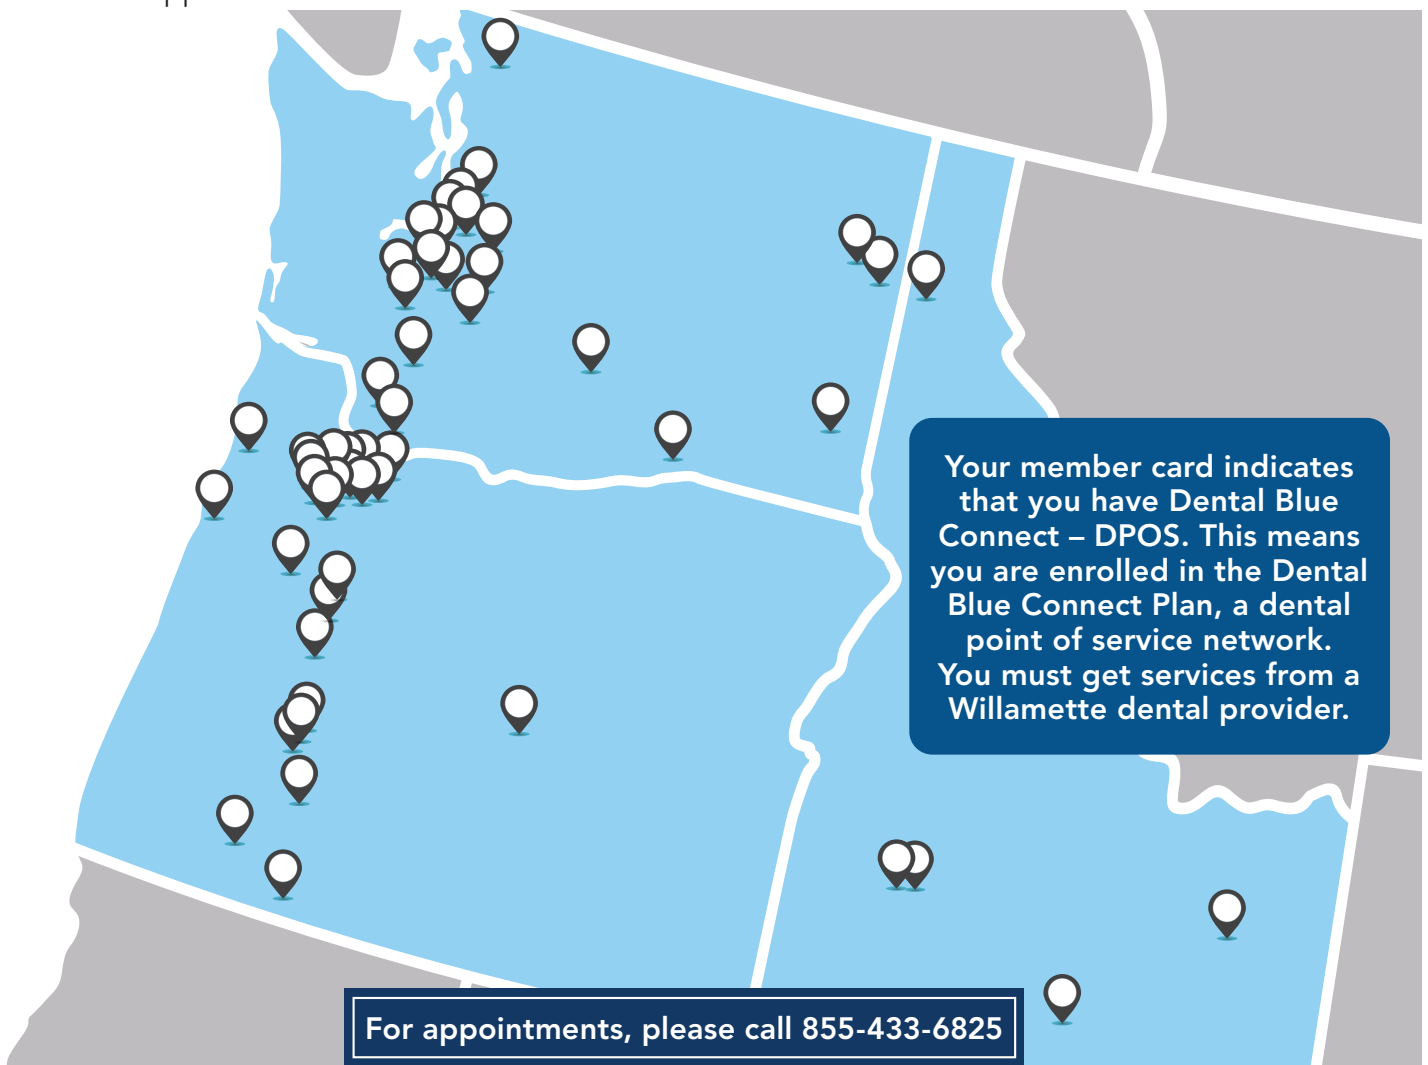 Your member card indicates
that you have Dental Blue
Connect – DPOS. This means
you are enrolled in the Dental
Blue Connect Plan, a dental
point of service network.
You must get services from a
Willamette dental provider.
For appointments, please call 855-433-6825